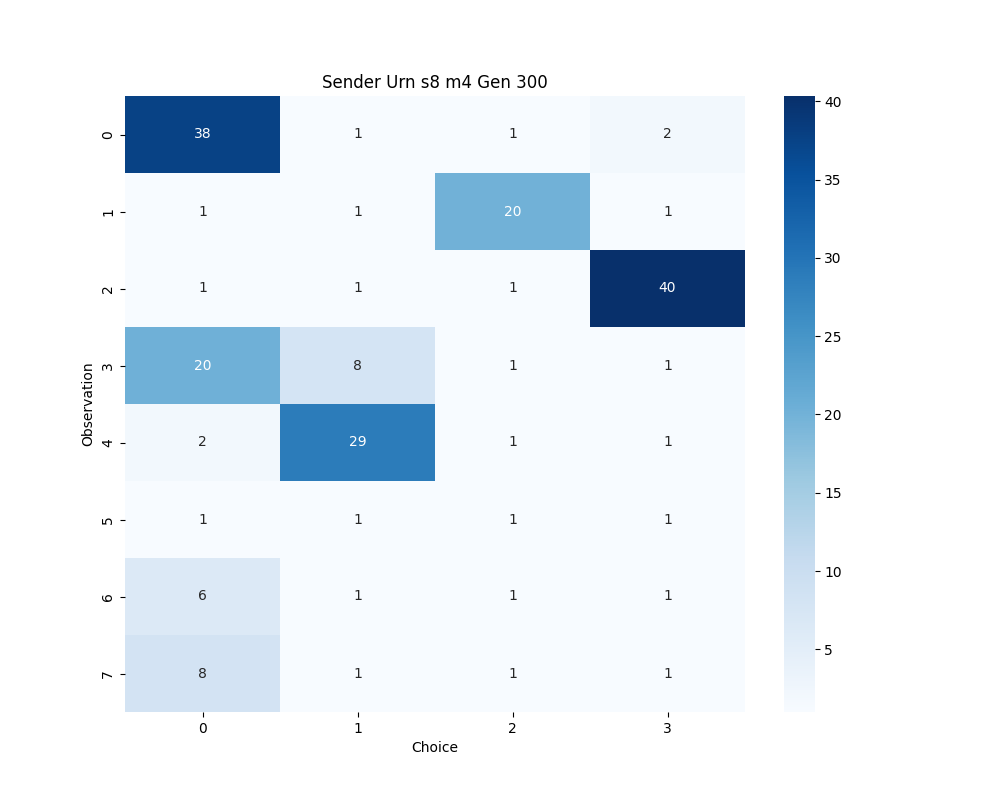 Sender Urn s8 m4 Gen 300
0 38 1 1 2
1 1 1 20 1
2 1 1 1 40
3 20 8 1 1
4 2 29 1 1
5 1 1 1 1
6 6 1 1 1
7 8 1 1 1
0 1 2 3
Choice
Observation
40
35
30
25
20
15
10
5